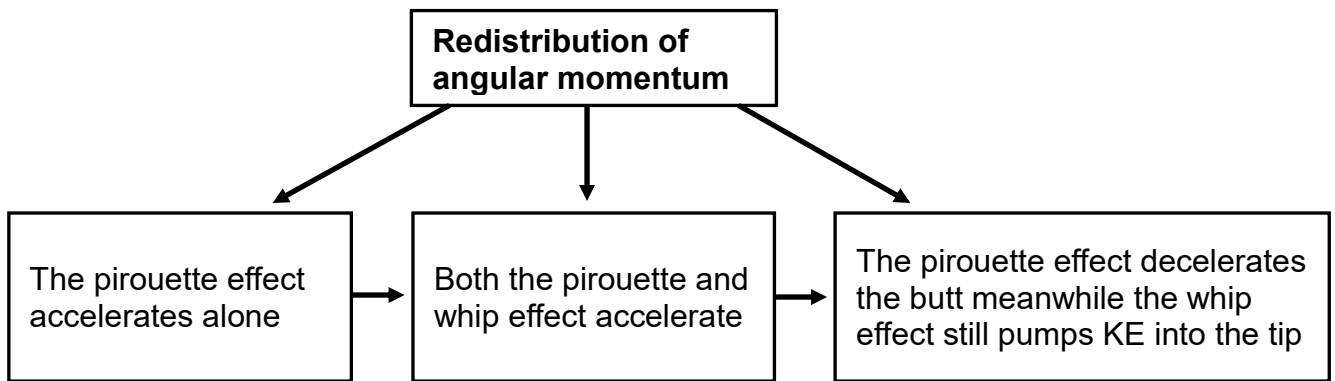 Redistribution of
angular momentum
The pirouette effect
accelerates alone
Both the pirouette and
whip effect accelerate
The pirouette effect decelerates
the butt meanwhile the whip
effect still pumps KE into the tip